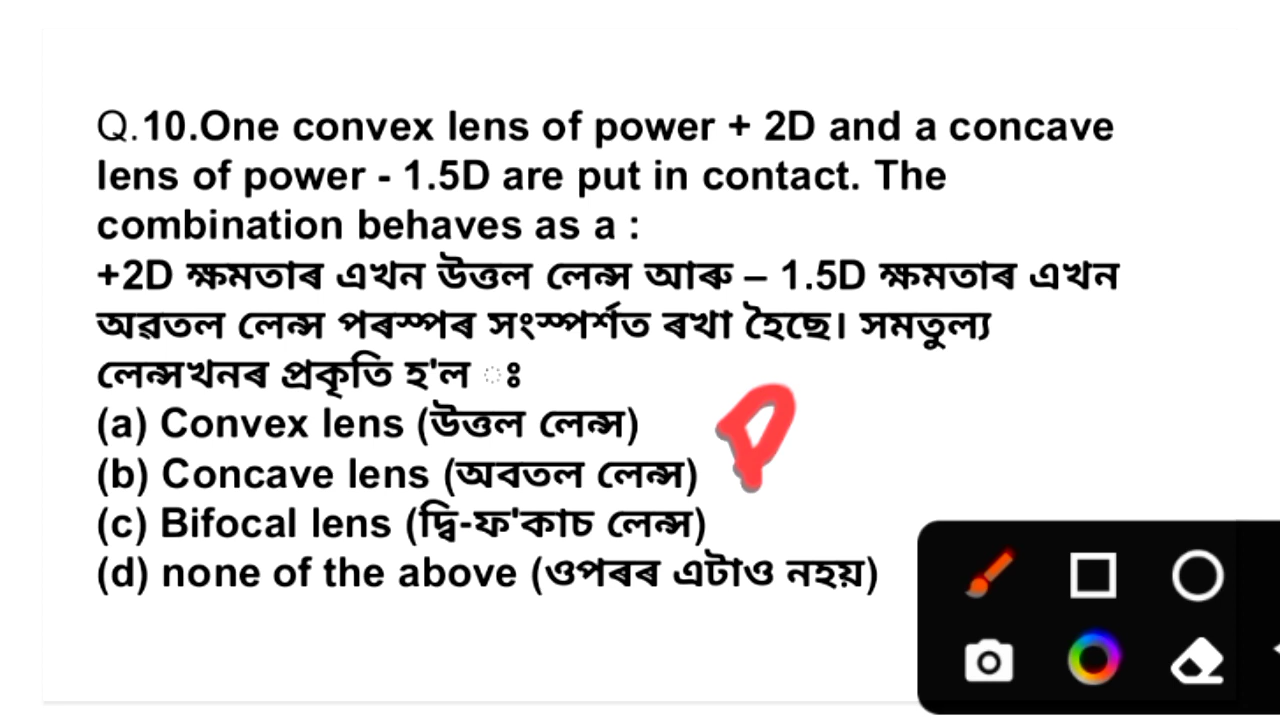 Q.10.One convex lens of power + 2D and a concave
lens of power - 1.5D are put in contact. The
combination behaves as a :
+2D ক্ষমতাৰ এখন উত্তল লেন্স আৰু – 1.5D ক্ষমতাৰ এখন
অৱতল লেন্স পৰস্পৰ সংস্পৰ্শত ৰখা হৈছে। সমতুল্য
লেন্সখনৰ প্ৰকৃতি হ'ল ঃ
(a) Convex lens (উত্তল লেন্স)
(b) Concave lens (অবতল লেন্স)
(c) Bifocal lens (দ্বি-ফ'কাচ লেন্স)
(d) none of the above (ওপৰৰ এটাও নহয়)